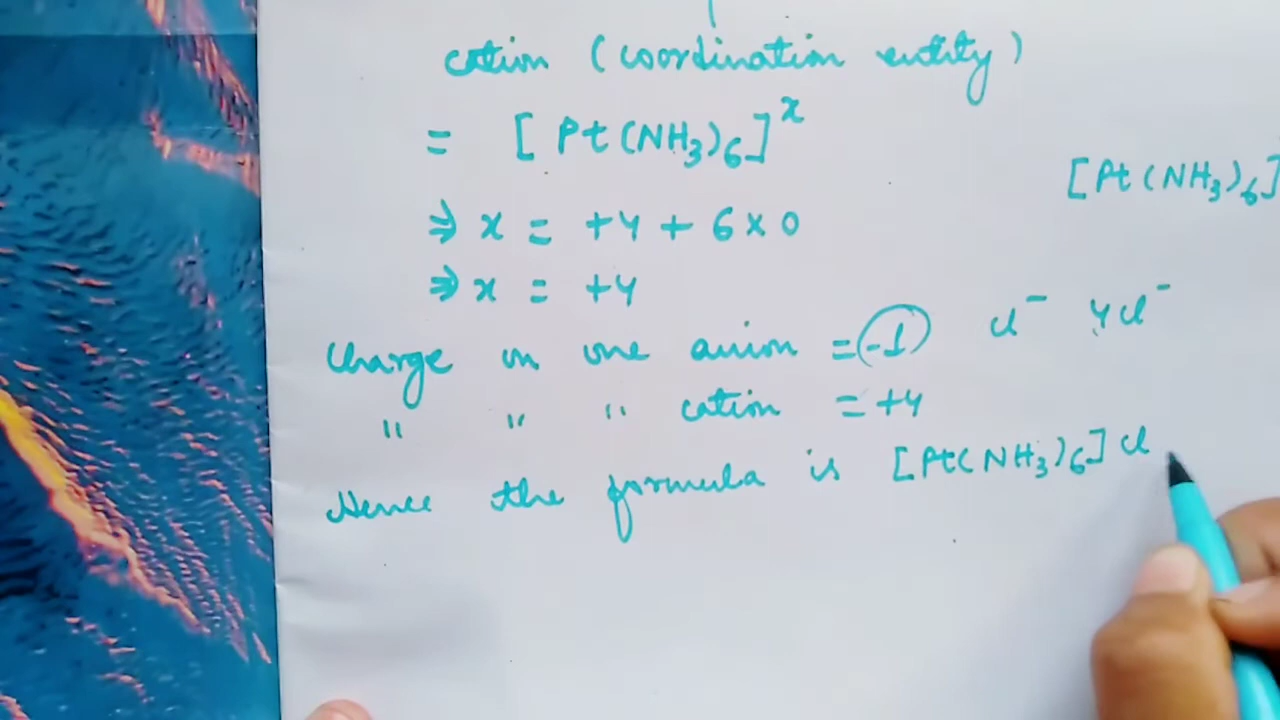 cation (coordination entity)
= [Pt(NH₃)₆]ˣ
[Pt(NH₃)₆]
⇒ x = +4 + 6 × 0
⇒ x = +4
Charge on one anion = -1 Cl⁻ 4Cl⁻
" " " cation = +4
Hence the formula is [Pt(NH₃)₆]Cl